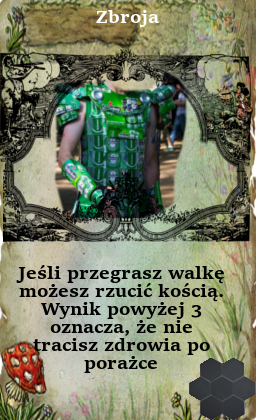 Zbroja
Jeśli przegrasz walkę
możesz rzucić kością.
Wynik powyżej 3
oznacza, że nie
tracisz zdrowia po
porażce